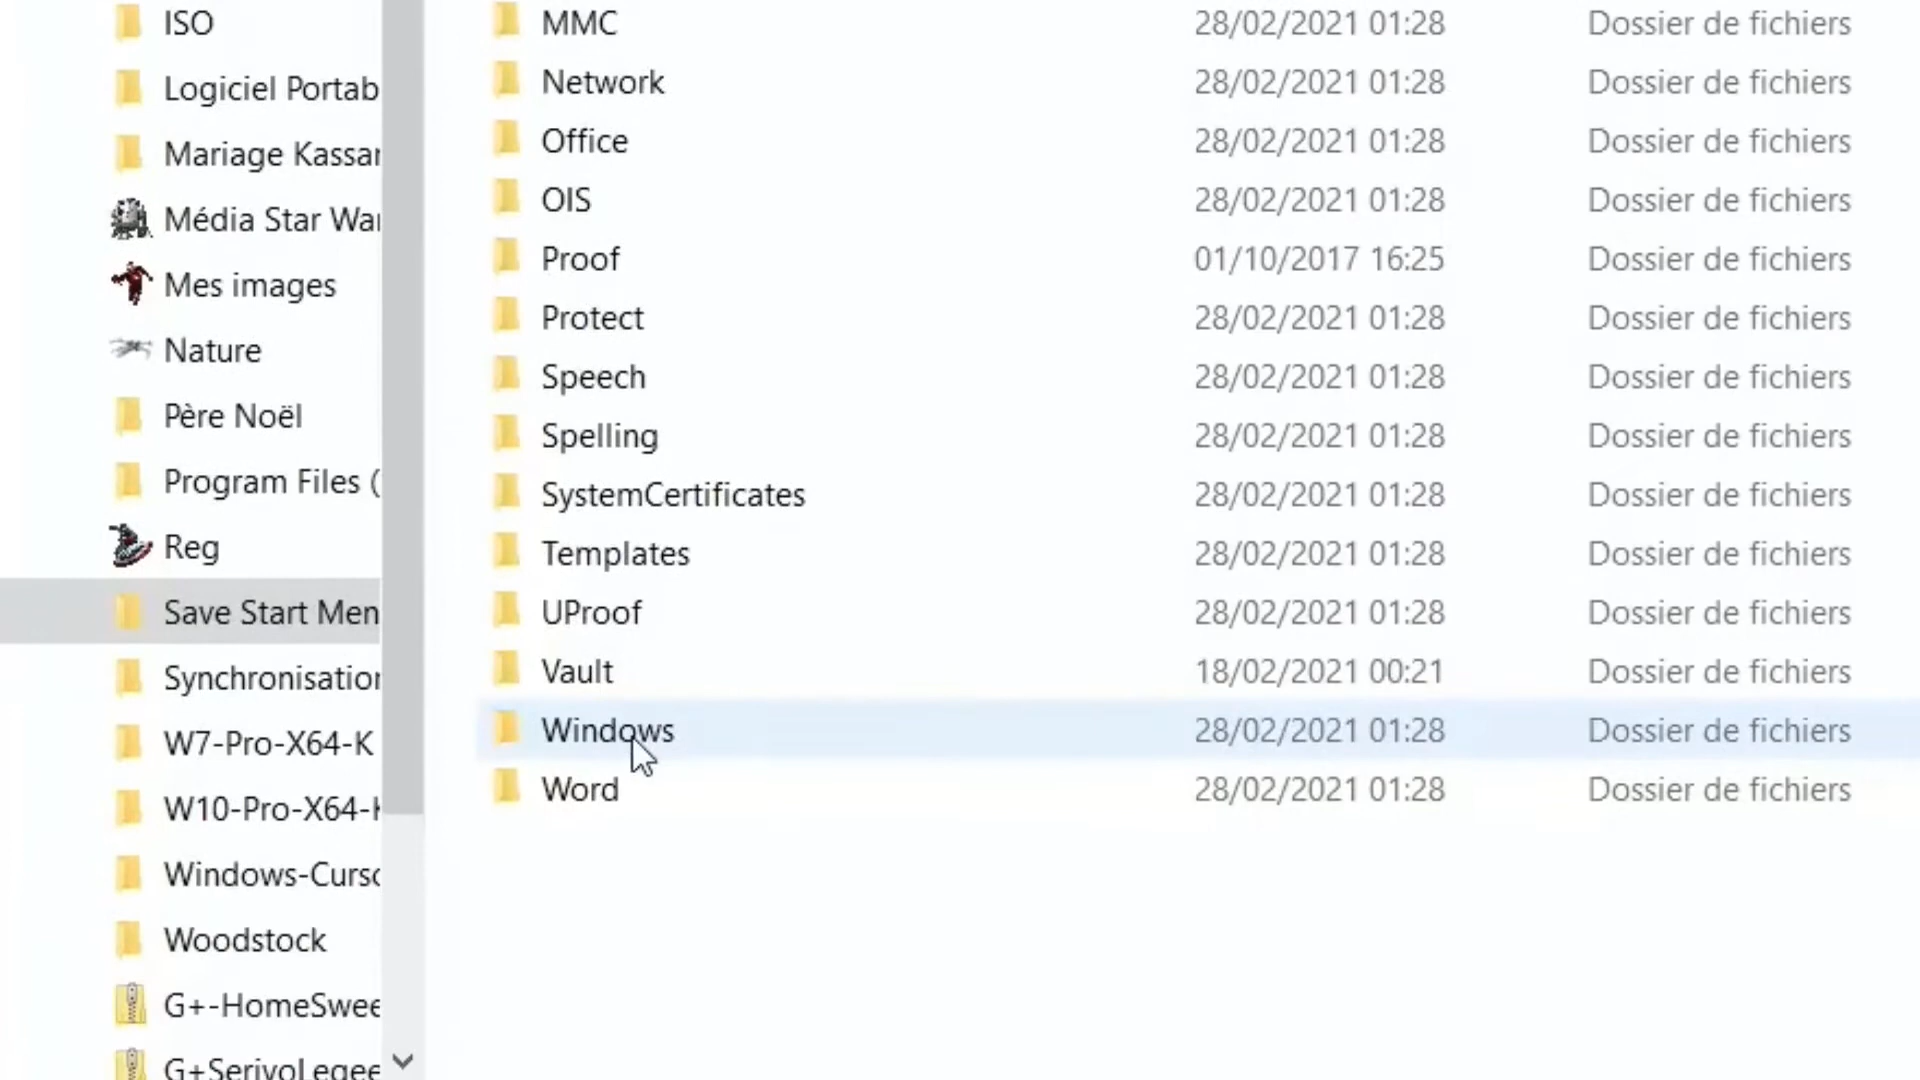 ISO
Logiciel Portab
Mariage Kassar
Média Star Wa
Mes images
Nature
Père Noël
Program Files (
Reg
Save Start Men
Synchronisation
W7-Pro-X64-K
W10-Pro-X64-K
Windows-Curso
Woodstock
G+-HomeSwee
G+SerivoLegee
MMC 28/02/2021 01:28 Dossier de fichiers
Network 28/02/2021 01:28 Dossier de fichiers
Office 28/02/2021 01:28 Dossier de fichiers
OIS 28/02/2021 01:28 Dossier de fichiers
Proof 01/10/2017 16:25 Dossier de fichiers
Protect 28/02/2021 01:28 Dossier de fichiers
Speech 28/02/2021 01:28 Dossier de fichiers
Spelling 28/02/2021 01:28 Dossier de fichiers
SystemCertificates 28/02/2021 01:28 Dossier de fichiers
Templates 28/02/2021 01:28 Dossier de fichiers
UProof 28/02/2021 01:28 Dossier de fichiers
Vault 18/02/2021 00:21 Dossier de fichiers
Windows 28/02/2021 01:28 Dossier de fichiers
Word 28/02/2021 01:28 Dossier de fichiers